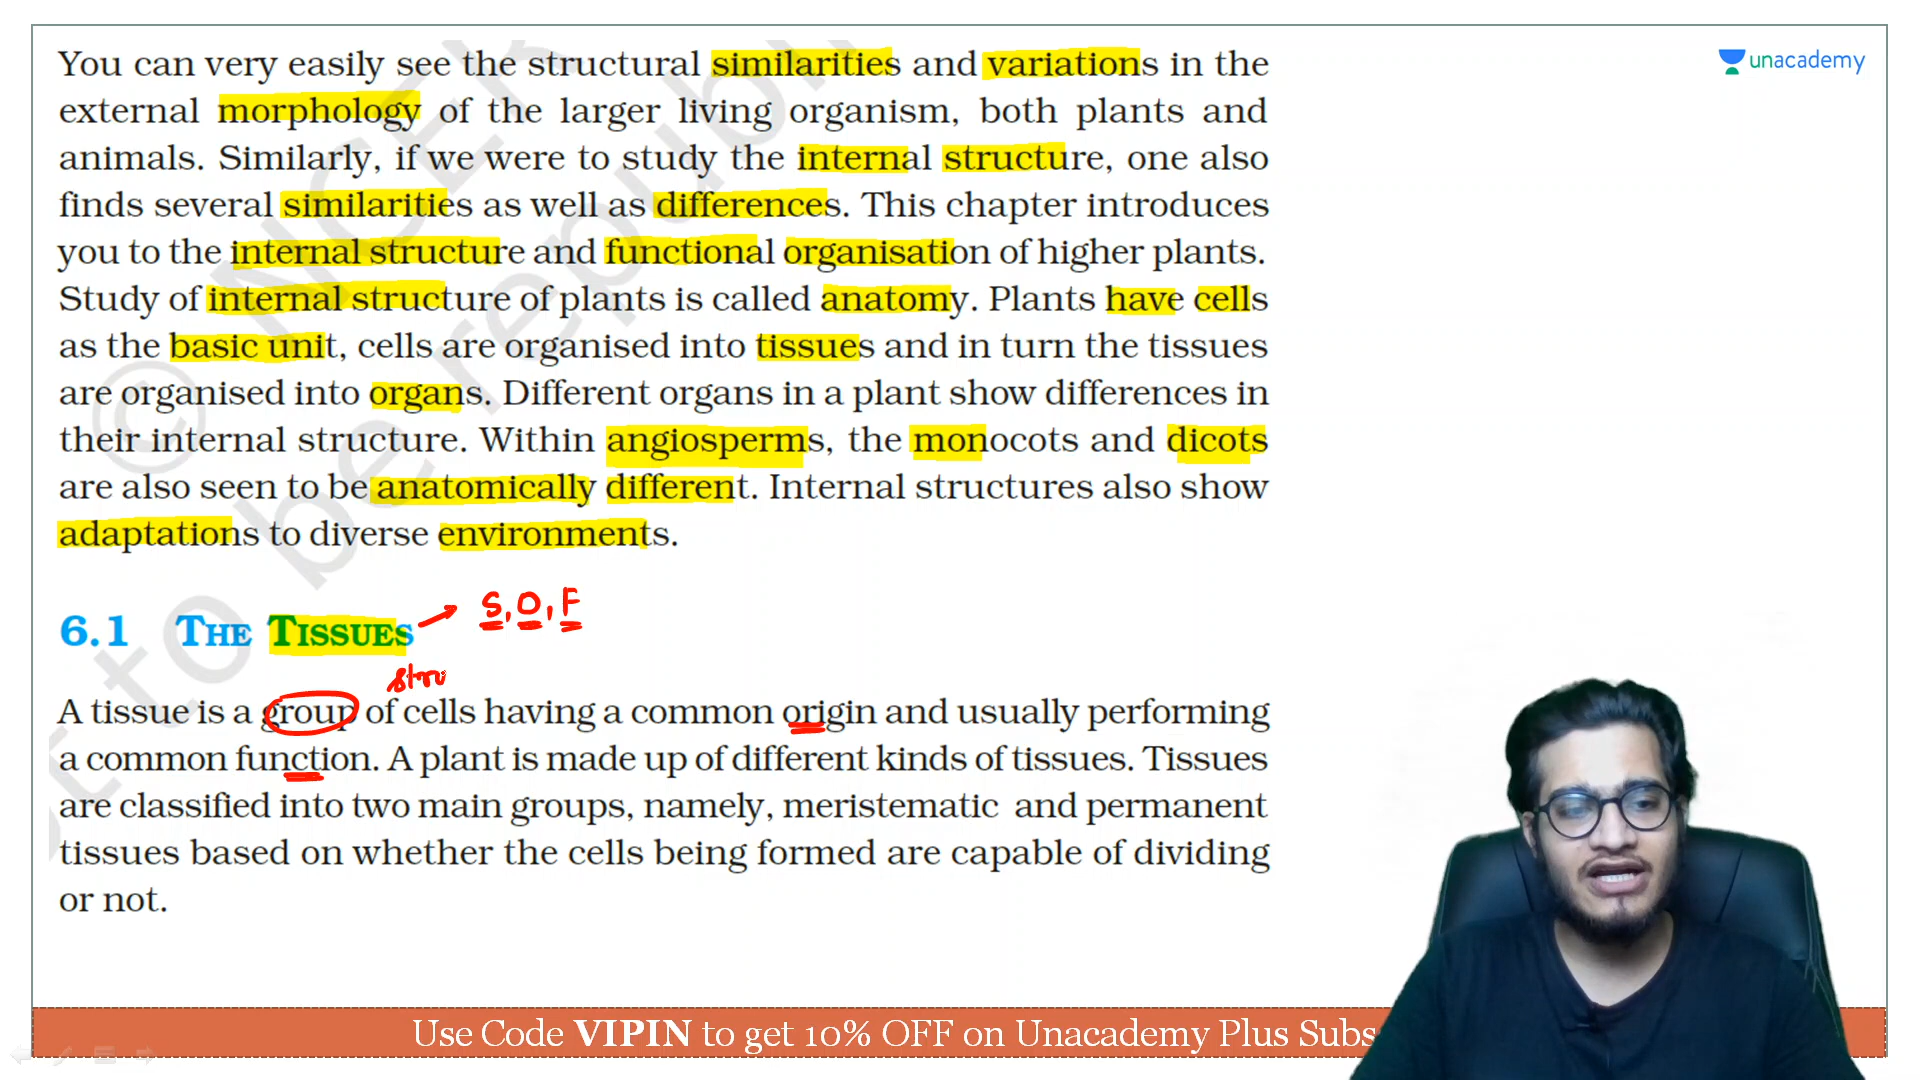 You can very easily see the structural similarities and variations in the
external morphology of the larger living organism, both plants and
animals. Similarly, if we were to study the internal structure, one also
finds several similarities as well as differences. This chapter introduces
you to the internal structure and functional organisation of higher plants.
Study of internal structure of plants is called anatomy. Plants have cells
as the basic unit, cells are organised into tissues and in turn the tissues
are organised into organs. Different organs in a plant show differences in
their internal structure. Within angiosperms, the monocots and dicots
are also seen to be anatomically different. Internal structures also show
adaptations to diverse environments.
unacademy
6.1 THE TISSUES
S, O, F
stru
A tissue is a group of cells having a common origin and usually performing
a common function. A plant is made up of different kinds of tissues. Tissues
are classified into two main groups, namely, meristematic and permanent
tissues based on whether the cells being formed are capable of dividing
or not.
Use Code VIPIN to get 10% OFF on Unacademy Plus Subs